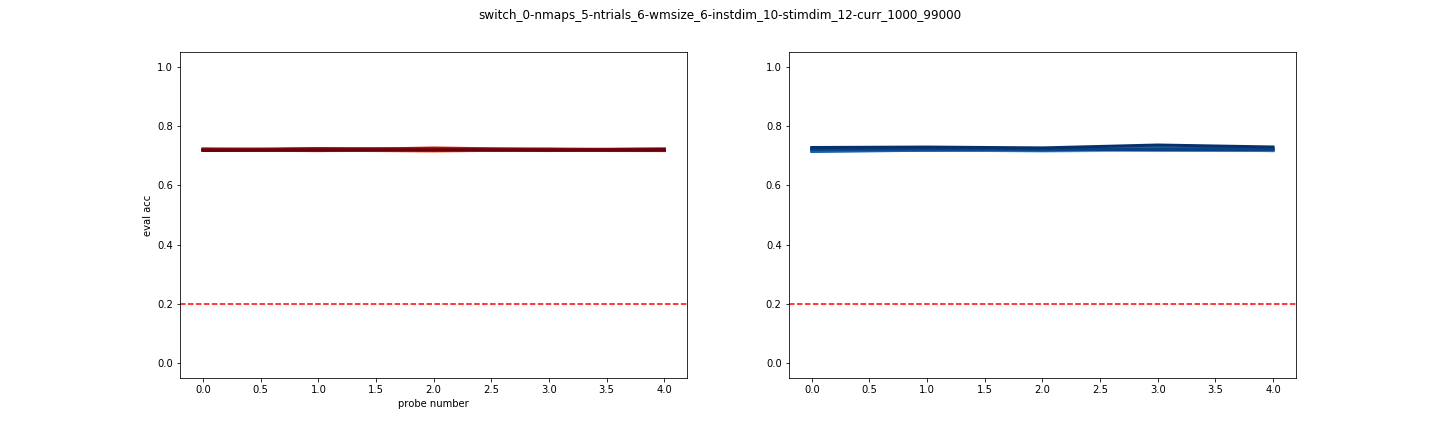 switch_0-nmaps_5-ntrials_6-wmsize_6-instdim_10-stimdim_12-curr_1000_99000
1.0
0.8
0.6
0.4
0.2
0.0
eval acc
0.0 0.5 1.0 1.5 2.0 2.5 3.0 3.5 4.0
probe number
1.0
0.8
0.6
0.4
0.2
0.0
0.0 0.5 1.0 1.5 2.0 2.5 3.0 3.5 4.0